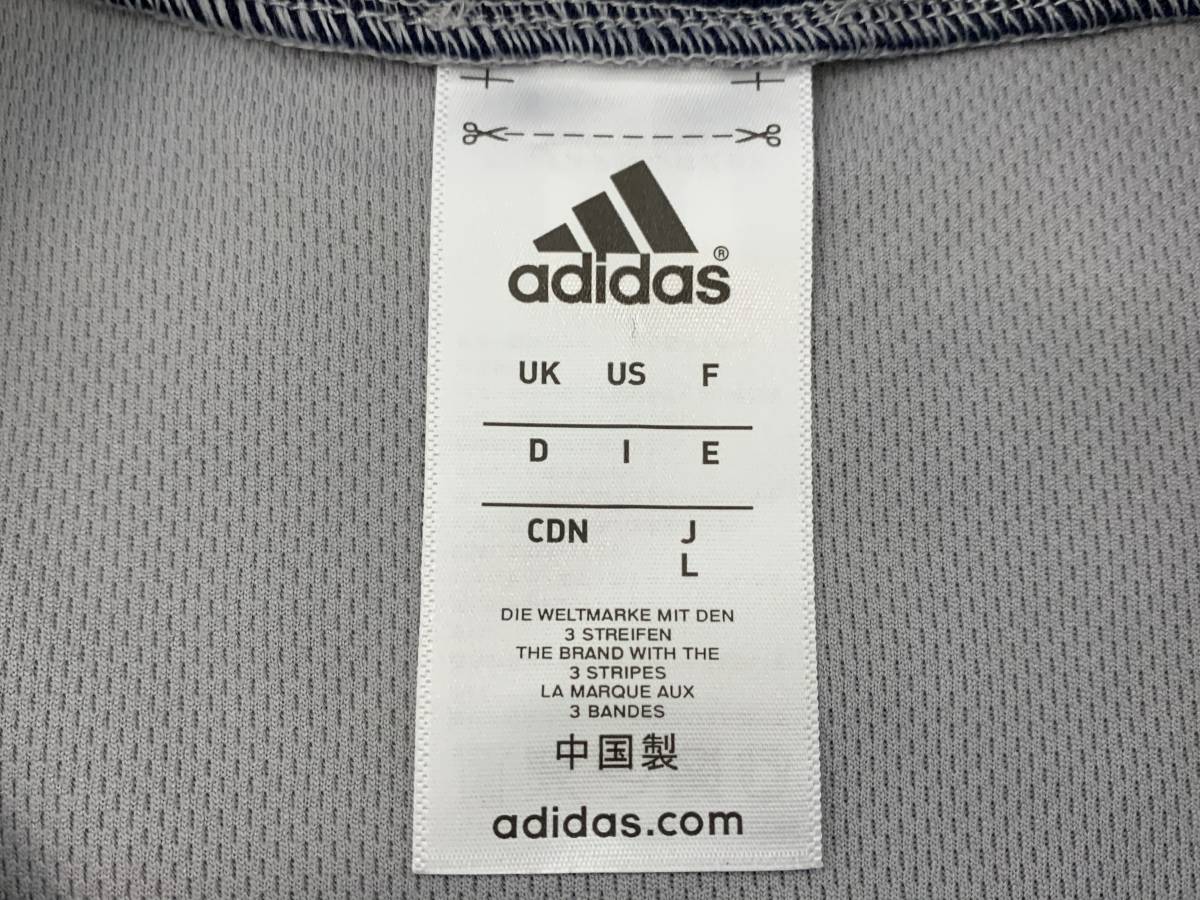 adidas®
UK US F
D I E
CDN J
L
DIE WELTMARKE MIT DEN
3 STREIFEN
THE BRAND WITH THE
3 STRIPES
LA MARQUE AUX
3 BANDES
中国製
adidas.com